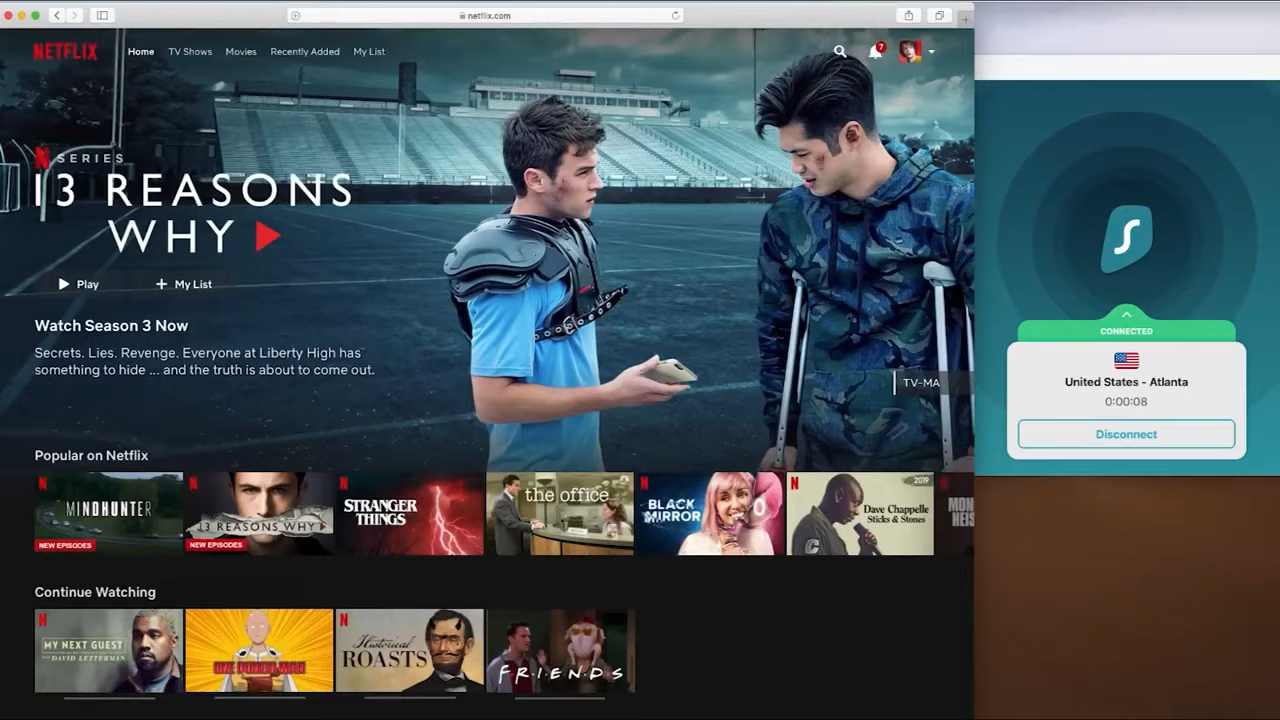 netflix.com
NETFLIX
Home
TV Shows
Movies
Recently Added
My List
7
N SERIES
13 REASONS
WHY
Play
+ My List
Watch Season 3 Now
Secrets. Lies. Revenge. Everyone at Liberty High has
something to hide ... and the truth is about to come out.
TV-MA
CONNECTED
United States - Atlanta
0:00:08
Disconnect
Popular on Netflix
N
MINDHUNTER
NEW EPISODES
N
13 REASONS WHY
NEW EPISODES
N
STRANGER
THINGS
the office
N
BLACK
MIRROR
N
2019
Dave Chappelle
Sticks & Stones
C
MON
HEIS
Continue Watching
N
MY NEXT GUEST
WITH DAVID LETTERMAN
N
Historical
ROASTS
F·R·I·E·N·D·S